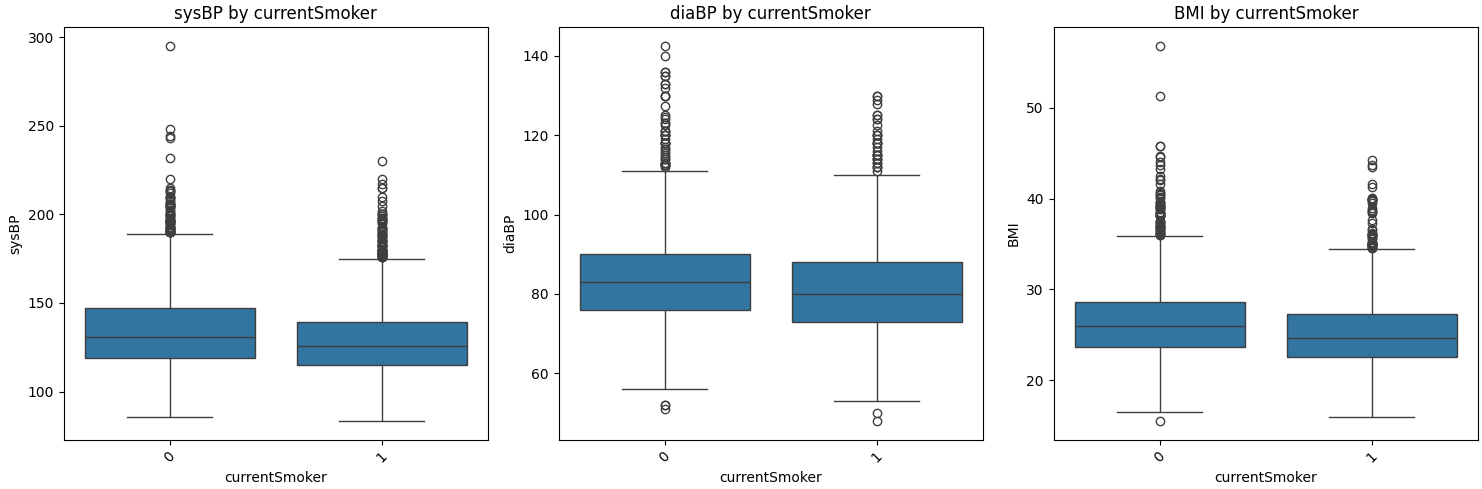 sysBP by currentSmoker
300
250
200
150
100
sysBP
0
1
currentSmoker
diaBP by currentSmoker
140
120
100
80
60
diaBP
0
1
currentSmoker
BMI by currentSmoker
50
40
30
20
BMI
0
1
currentSmoker